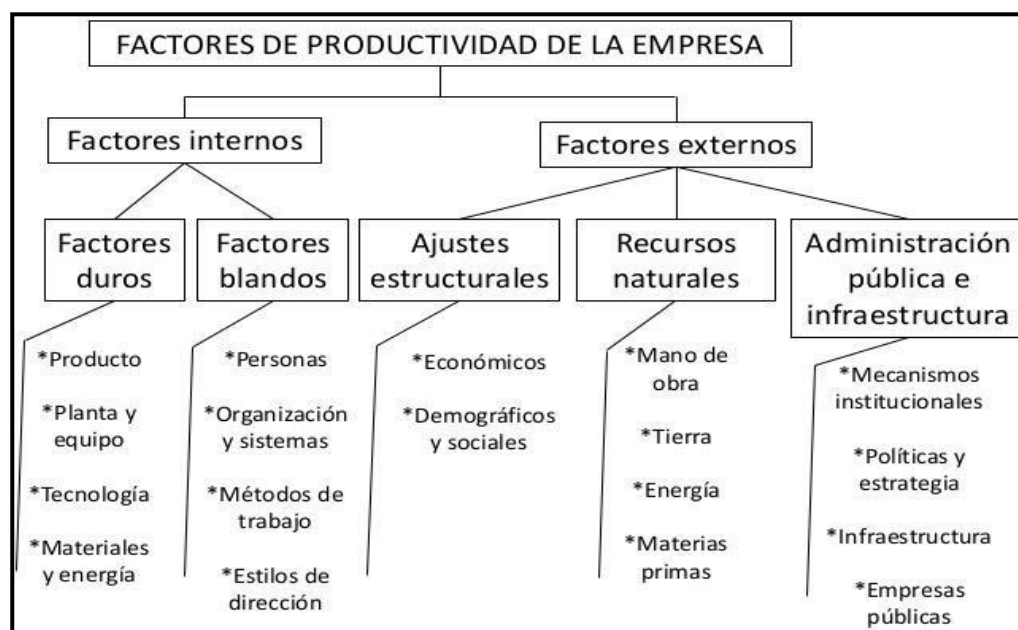 FACTORES DE PRODUCTIVIDAD DE LA EMPRESA
Factores internos
Factores externos
Factores
duros
Factores
blandos
Ajustes
estructurales
Recursos
naturales
Administración
pública e
infraestructura
*Producto
*Planta y
equipo
*Tecnología
*Materiales
y energía
*Personas
*Organización
y sistemas
*Métodos de
trabajo
*Estilos de
dirección
*Económicos
*Demográficos
y sociales
*Mano de
obra
*Tierra
*Energía
*Materias
primas
*Mecanismos
institucionales
*Políticas y
estrategia
*Infraestructura
*Empresas
públicas